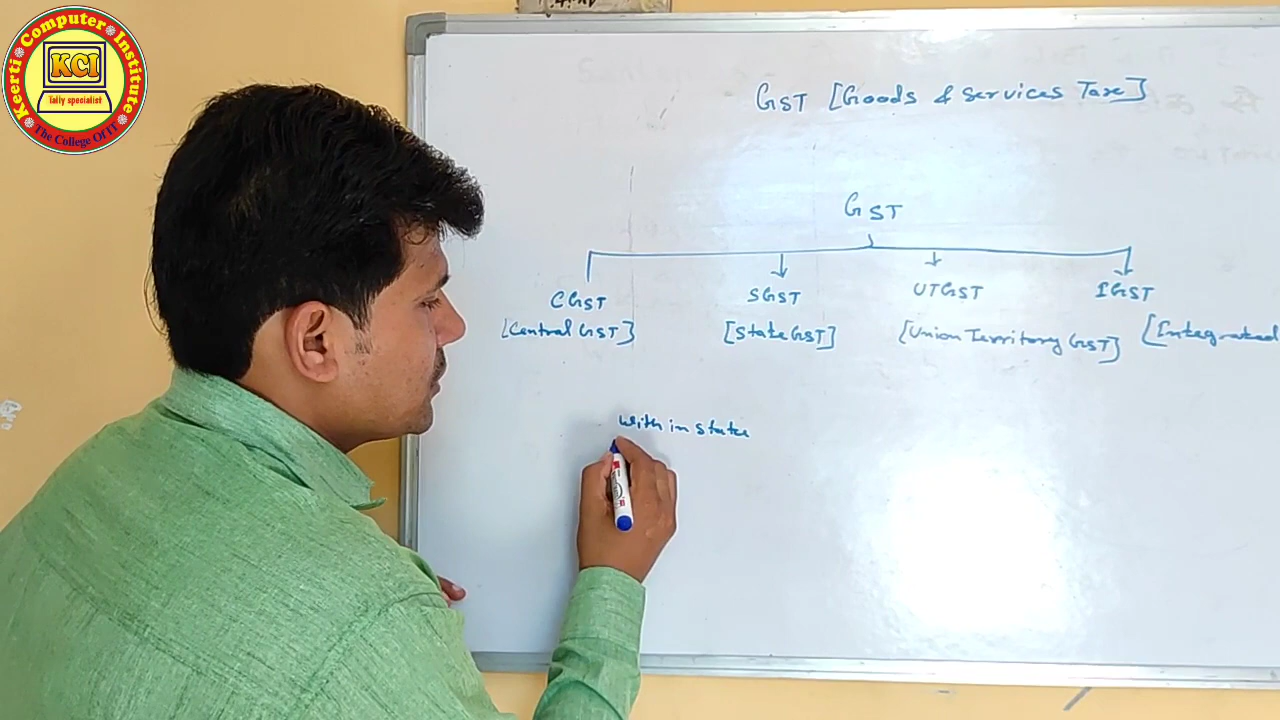 Keerti Computer Institute
KCI
Tally specialist
The College Of IT
GST [Goods & Services Tax]
GST
CGST SGST UTGST IGST
[Central GST] [State GST] [Union Territory GST] [Integrated
with in state